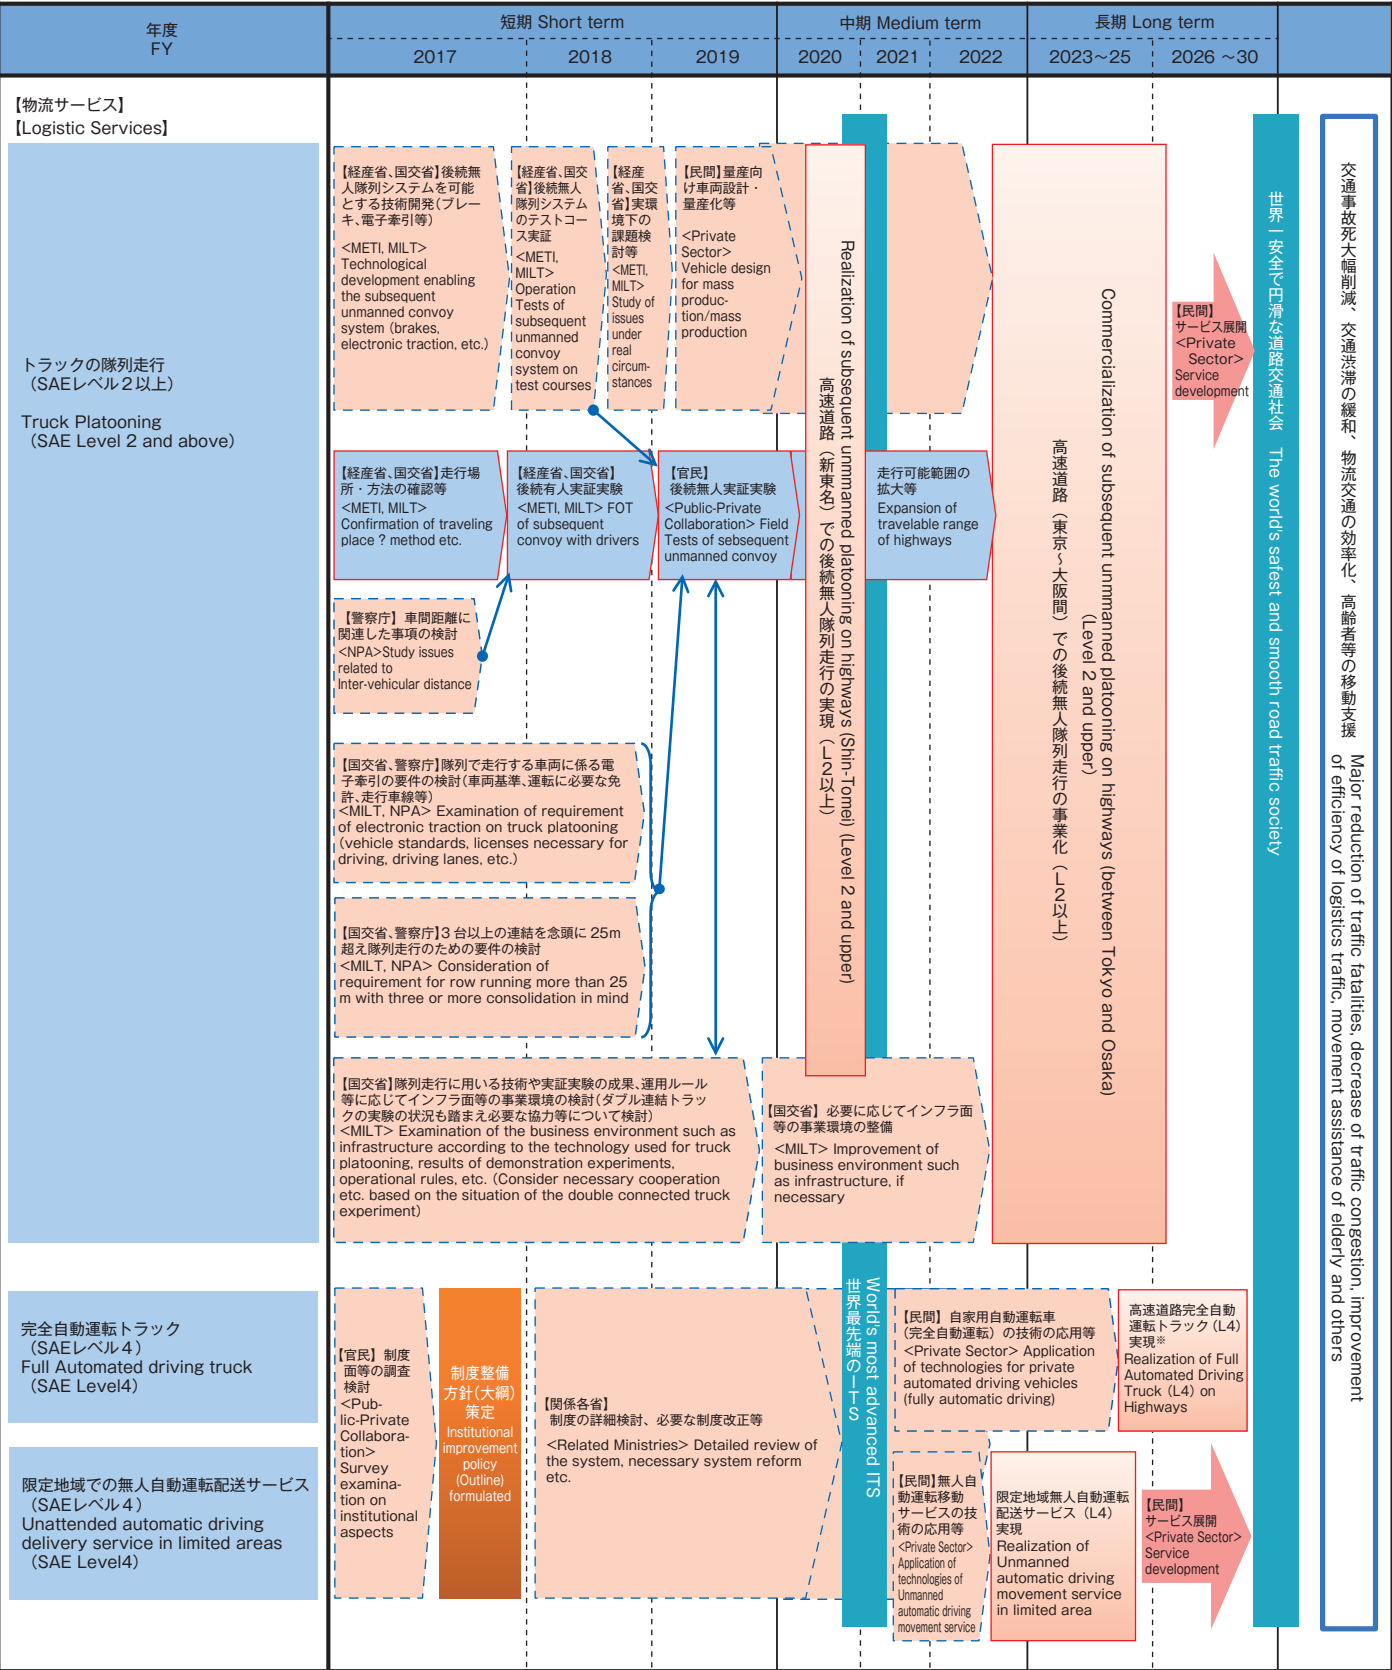 年度
FY
短期 Short term
中期 Medium term
長期 Long term
2017
2018
2019
2020
2021
2022
2023～25
2026 ～30
【物流サービス】
【Logistic Services】
トラックの隊列走行
（SAEレベル２以上）
Truck Platooning
（SAE Level 2 and above）
【経産省、国交省】後続無
人隊列システムを可能
とする技術開発（ブレー
キ、電子牽引等）
<METI, MILT>
Technological
development enabling
the subsequent
unmanned convoy
system (brakes,
electronic traction, etc.)
【経産省、国交
省】後続無人
隊列システム
のテストコー
ス実証
<METI,
MILT>
Operation
Tests of
subsequent
unmanned
convoy
system on
test courses
【経産
省、国交
省】実環
境下の
課題検
討等
<METI,
MILT>
Study of
issues
under
real
circum-
stances
【民間】量産向
け車両設計・
量産化等
<Private
Sector>
Vehicle design
for mass
produc-
tion/mass
production
【経産省、国交省】走行場
所・方法の確認等
<METI, MILT>
Confirmation of traveling
place ? method etc.
【経産省、国交省】
後続有人実証実験
<METI, MILT> FOT
of subsequent
convoy with drivers
【官民】
後続無人実証実験
<Public-Private
Collaboration> Field
Tests of sebsequent
unmanned convoy
走行可能範囲の
拡大等
Expansion of
travelable range
of highways
【警察庁】 車間距離に
関連した事項の検討
<NPA>Study issues
related to
Inter-vehicular distance
【国交省、警察庁】隊列で走行する車両に係る電
子牽引の要件の検討（車両基準、運転に必要な免
許、走行車線等）
<MILT, NPA> Examination of requirement
of electronic traction on truck platooning
(vehicle standards, licenses necessary for
driving, driving lanes, etc.)
【国交省、警察庁】３台以上の連結を念頭に 25m
超え隊列走行のための要件の検討
<MILT, NPA> Consideration of
requirement for row running more than 25
m with three or more consolidation in mind
【国交省】隊列走行に用いる技術や実証実験の成果、運用ルール
等に応じてインフラ面等の事業環境の検討（ダブル連結トラッ
クの実験の状況も踏まえ必要な協力等について検討）
<MILT> Examination of the business environment such as
infrastructure according to the technology used for truck
platooning, results of demonstration experiments,
operational rules, etc. (Consider necessary cooperation
etc. based on the situation of the double connected truck
experiment)
【国交省】 必要に応じてインフラ面
等の事業環境の整備
<MILT> Improvement of
business environment such
as infrastructure, if
necessary
Realization of subsequent unmmanned platooning on highways (Shin-Tomei) (Level 2 and upper)
高速道路（新東名）での後続無人隊列走行の実現（L２以上）
Commercialization of subsequent unmmanned platooning on highways (between Tokyo and Osaka)
(Level 2 and upper)
高速道路（東京～大阪間）での後続無人隊列走行の事業化（L２以上）
【民間】
サービス展開
<Private
Sector>
Service
development
世界一安全で円滑な道路交通社会 The world's safest and smooth road traffic society
交通事故死大幅削減、交通渋滞の緩和、物流交通の効率化、高齢者等の移動支援
Major reduction of traffic fatalities, decrease of traffic congestion, improvement
of efficiency of logistics traffic, movement assistance of elderly and others
完全自動運転トラック
（SAEレベル４）
Full Automated driving truck
（SAE Level4）
限定地域での無人自動運転配送サービス
（SAEレベル４）
Unattended automatic driving
delivery service in limited areas
（SAE Level4）
【官民】 制度
面等の調査
検討
<Pub-
lic-Private
Collabora-
tion>
Survey
examina-
tion on
institutional
aspects
制度整備
方針（大綱）
策定
Institutional
improvement
policy
(Outline)
formulated
【関係各省】
制度の詳細検討、必要な制度改正等
<Related Ministries> Detailed review of
the system, necessary system reform
etc.
World's most advanced ITS
世界最先端のITS
【民間】 自家用自動運転車
（完全自動運転）の技術の応用等
<Private Sector> Application
of technologies for private
automated driving vehicles
(fully automatic driving)
高速道路完全自動
運転トラック（L4）
実現※
Realization of Full
Automated Driving
Truck (L4) on
Highways
【民間】無人自
動運転移動
サービスの技
術の応用等
<Private Sector>
Application of
technologies of
Unmanned
automatic driving
movement service
限定地域無人自動運転
配送サービス（L4）
実現
Realization of
Unmanned
automatic driving
movement service
in limited area
【民間】
サービス展開
<Private Sector>
Service
development